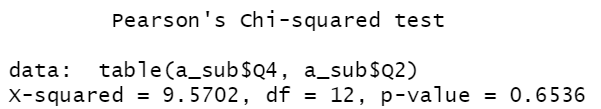 Pearson's Chi-squared test
data:  table(a_sub$Q4, a_sub$Q2)
X-squared = 9.5702, df = 12, p-value = 0.6536